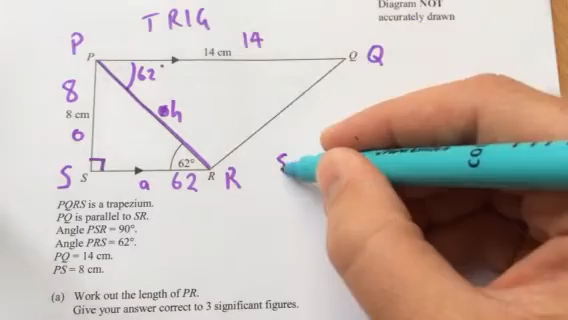 Diagram NOT
accurately drawn
TRIG
P
P
14 cm
14
Q
Q
62°
8
8 cm
h
o
62°
S
S
a
62
R
R
S
PQRS is a trapezium.
PQ is parallel to SR.
Angle PSR = 90°.
Angle PRS = 62°.
PQ = 14 cm.
PS = 8 cm.
(a) Work out the length of PR.
Give your answer correct to 3 significant figures.